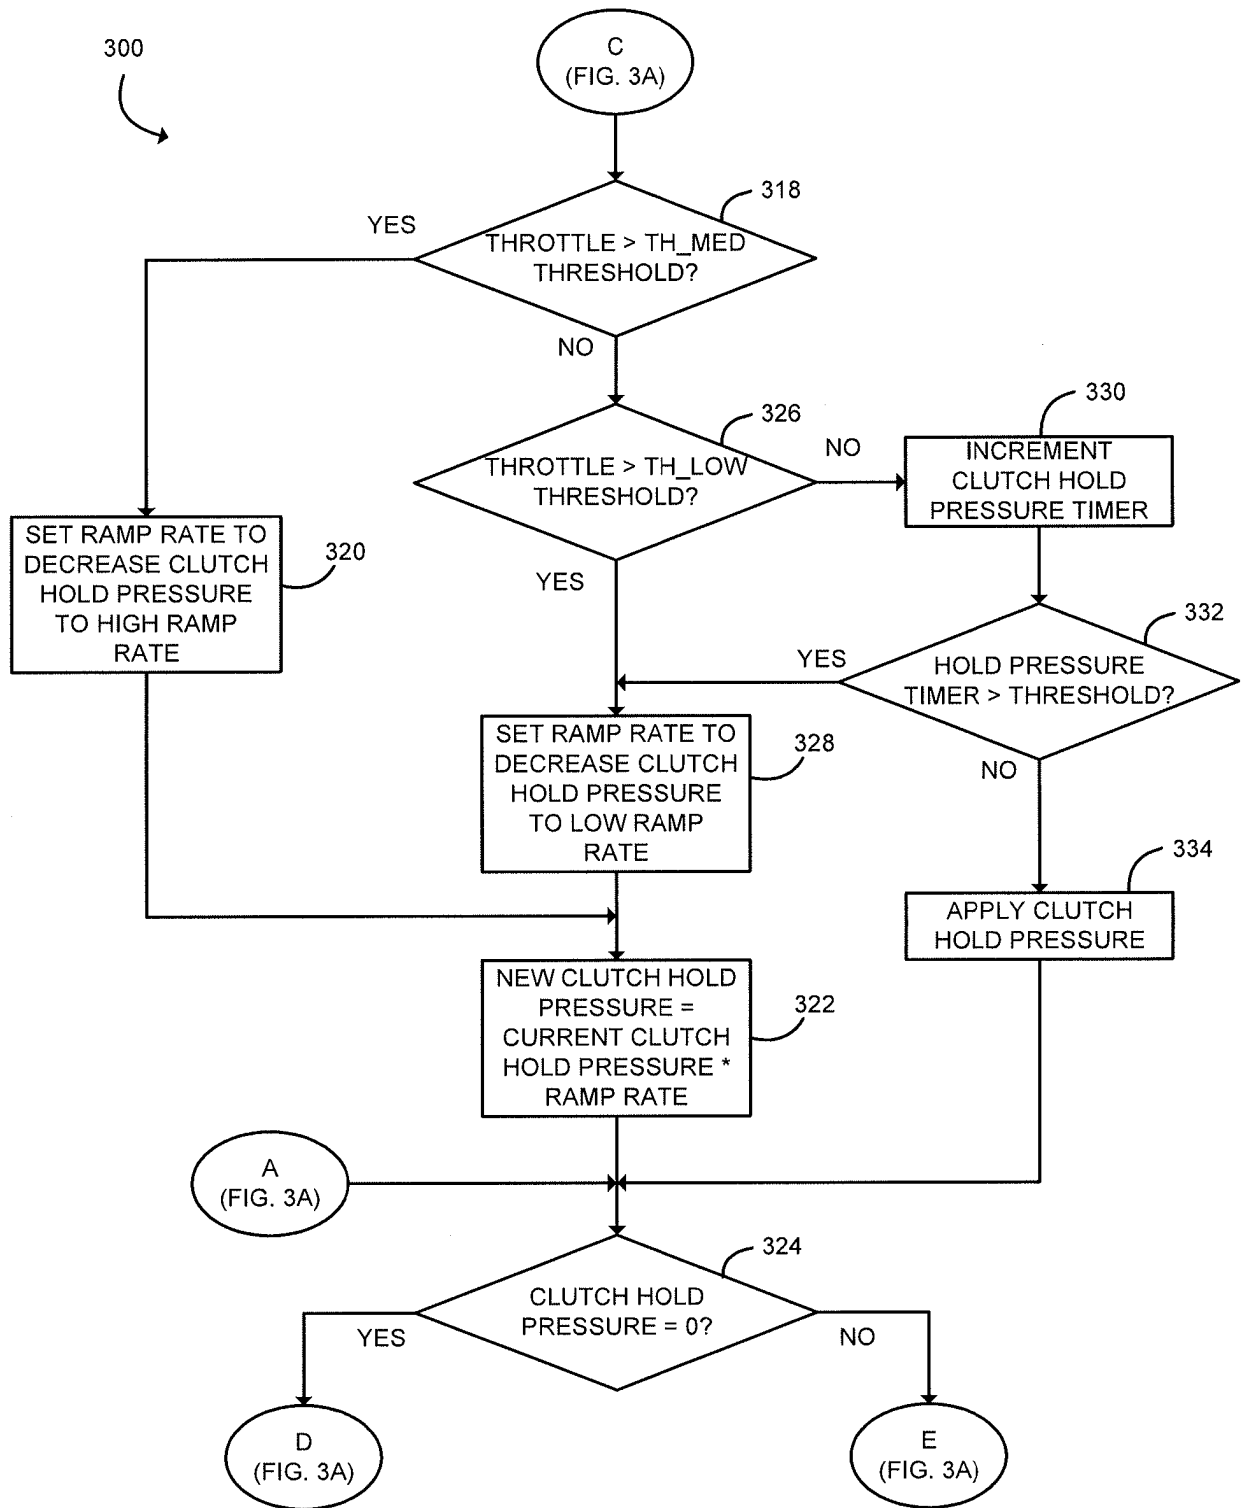 300
C
(FIG. 3A)
318
YES
THROTTLE > TH_MED
THRESHOLD?
NO
330
326
NO
INCREMENT
CLUTCH HOLD
PRESSURE TIMER
THROTTLE > TH_LOW
THRESHOLD?
SET RAMP RATE TO
DECREASE CLUTCH
HOLD PRESSURE
TO HIGH RAMP
RATE
320
YES
332
YES
HOLD PRESSURE
TIMER > THRESHOLD?
SET RAMP RATE TO
DECREASE CLUTCH
HOLD PRESSURE
TO LOW RAMP
RATE
328
NO
334
APPLY CLUTCH
HOLD PRESSURE
NEW CLUTCH HOLD
PRESSURE =
CURRENT CLUTCH
HOLD PRESSURE *
RAMP RATE
322
A
(FIG. 3A)
324
CLUTCH HOLD
PRESSURE = 0?
YES
NO
D
(FIG. 3A)
E
(FIG. 3A)